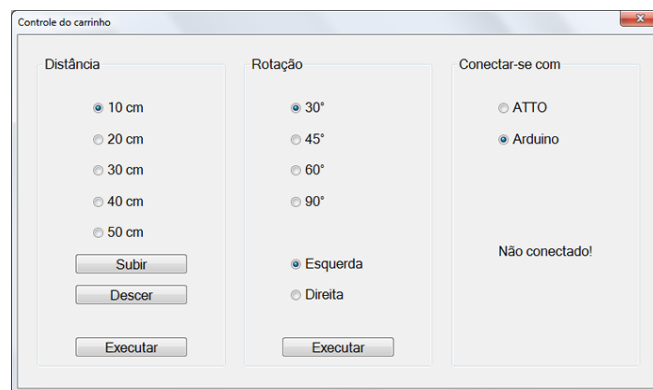 Controle do carrinho
Distância
10 cm
20 cm
30 cm
40 cm
50 cm
Subir
Descer
Executar
Rotação
30°
45°
60°
90°
Esquerda
Direita
Executar
Conectar-se com
ATTO
Arduino
Não conectado!